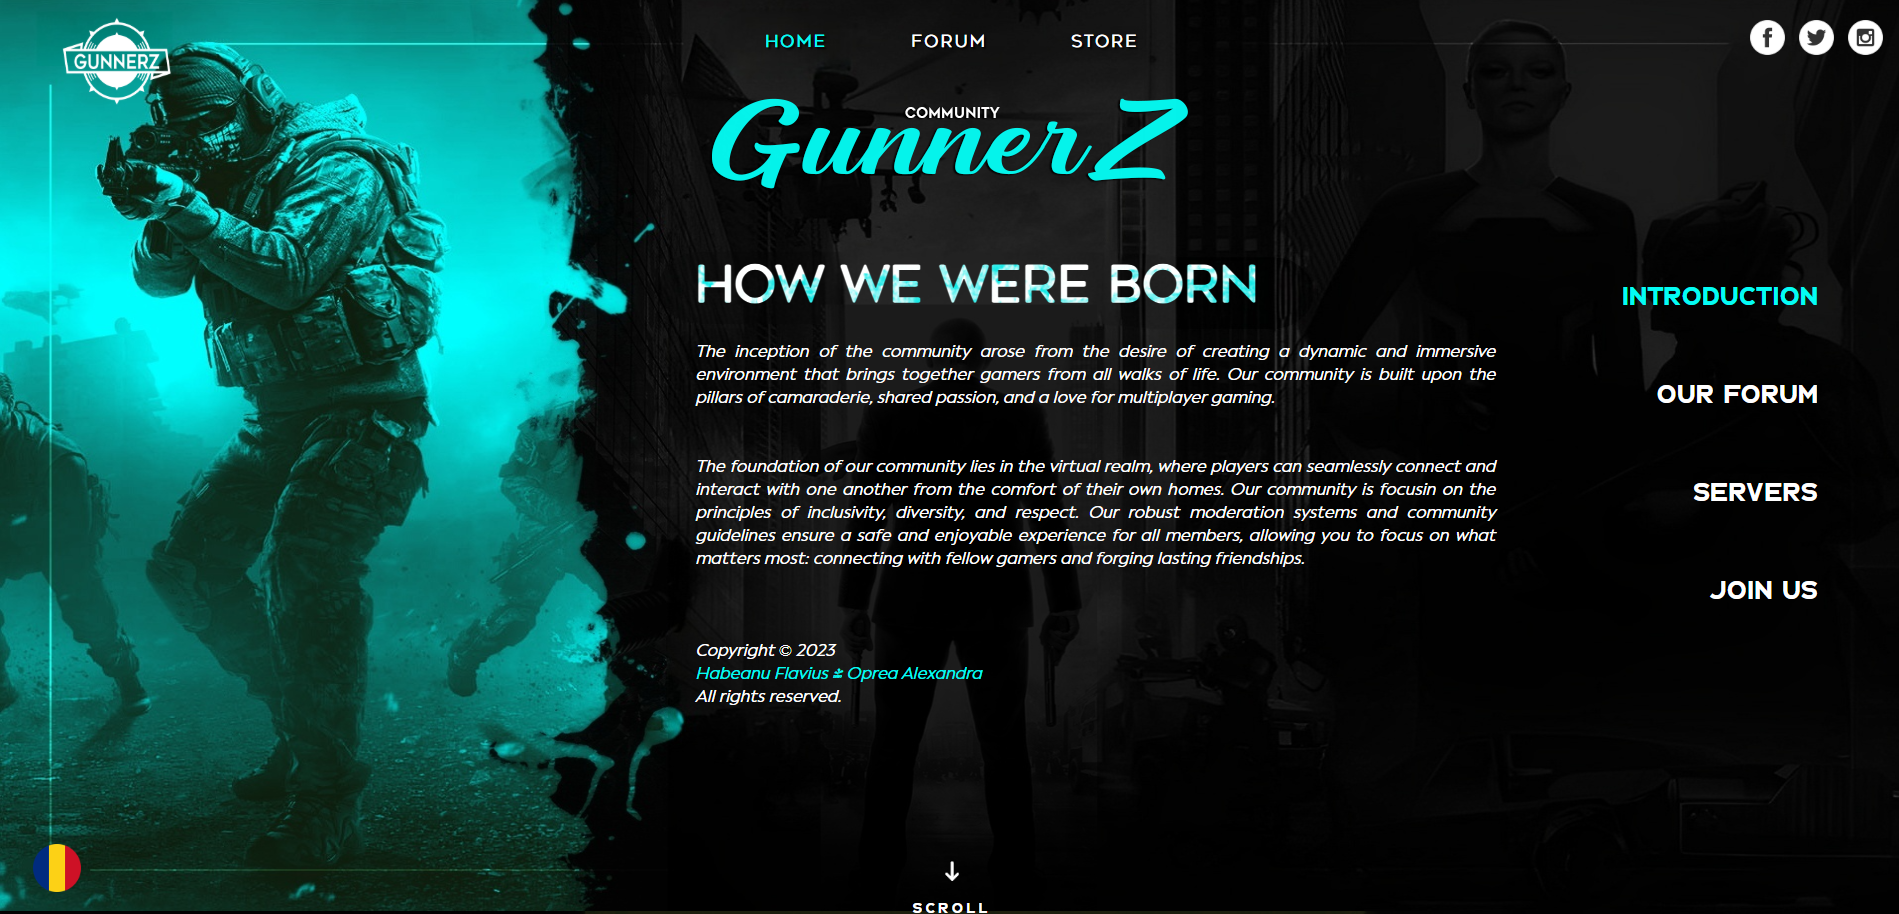 GUNNERZ
HOME FORUM STORE
COMMUNITY
GunnerZ
HOW WE WERE BORN
The inception of the community arose from the desire of creating a dynamic and immersive
environment that brings together gamers from all walks of life. Our community is built upon the
pillars of camaraderie, shared passion, and a love for multiplayer gaming.
The foundation of our community lies in the virtual realm, where players can seamlessly connect and
interact with one another from the comfort of their own homes. Our community is focusin on the
principles of inclusivity, diversity, and respect. Our robust moderation systems and community
guidelines ensure a safe and enjoyable experience for all members, allowing you to focus on what
matters most: connecting with fellow gamers and forging lasting friendships.
Copyright © 2023
Habeanu Flavius & Oprea Alexandra
All rights reserved.
INTRODUCTION
OUR FORUM
SERVERS
JOIN US
SCROLL